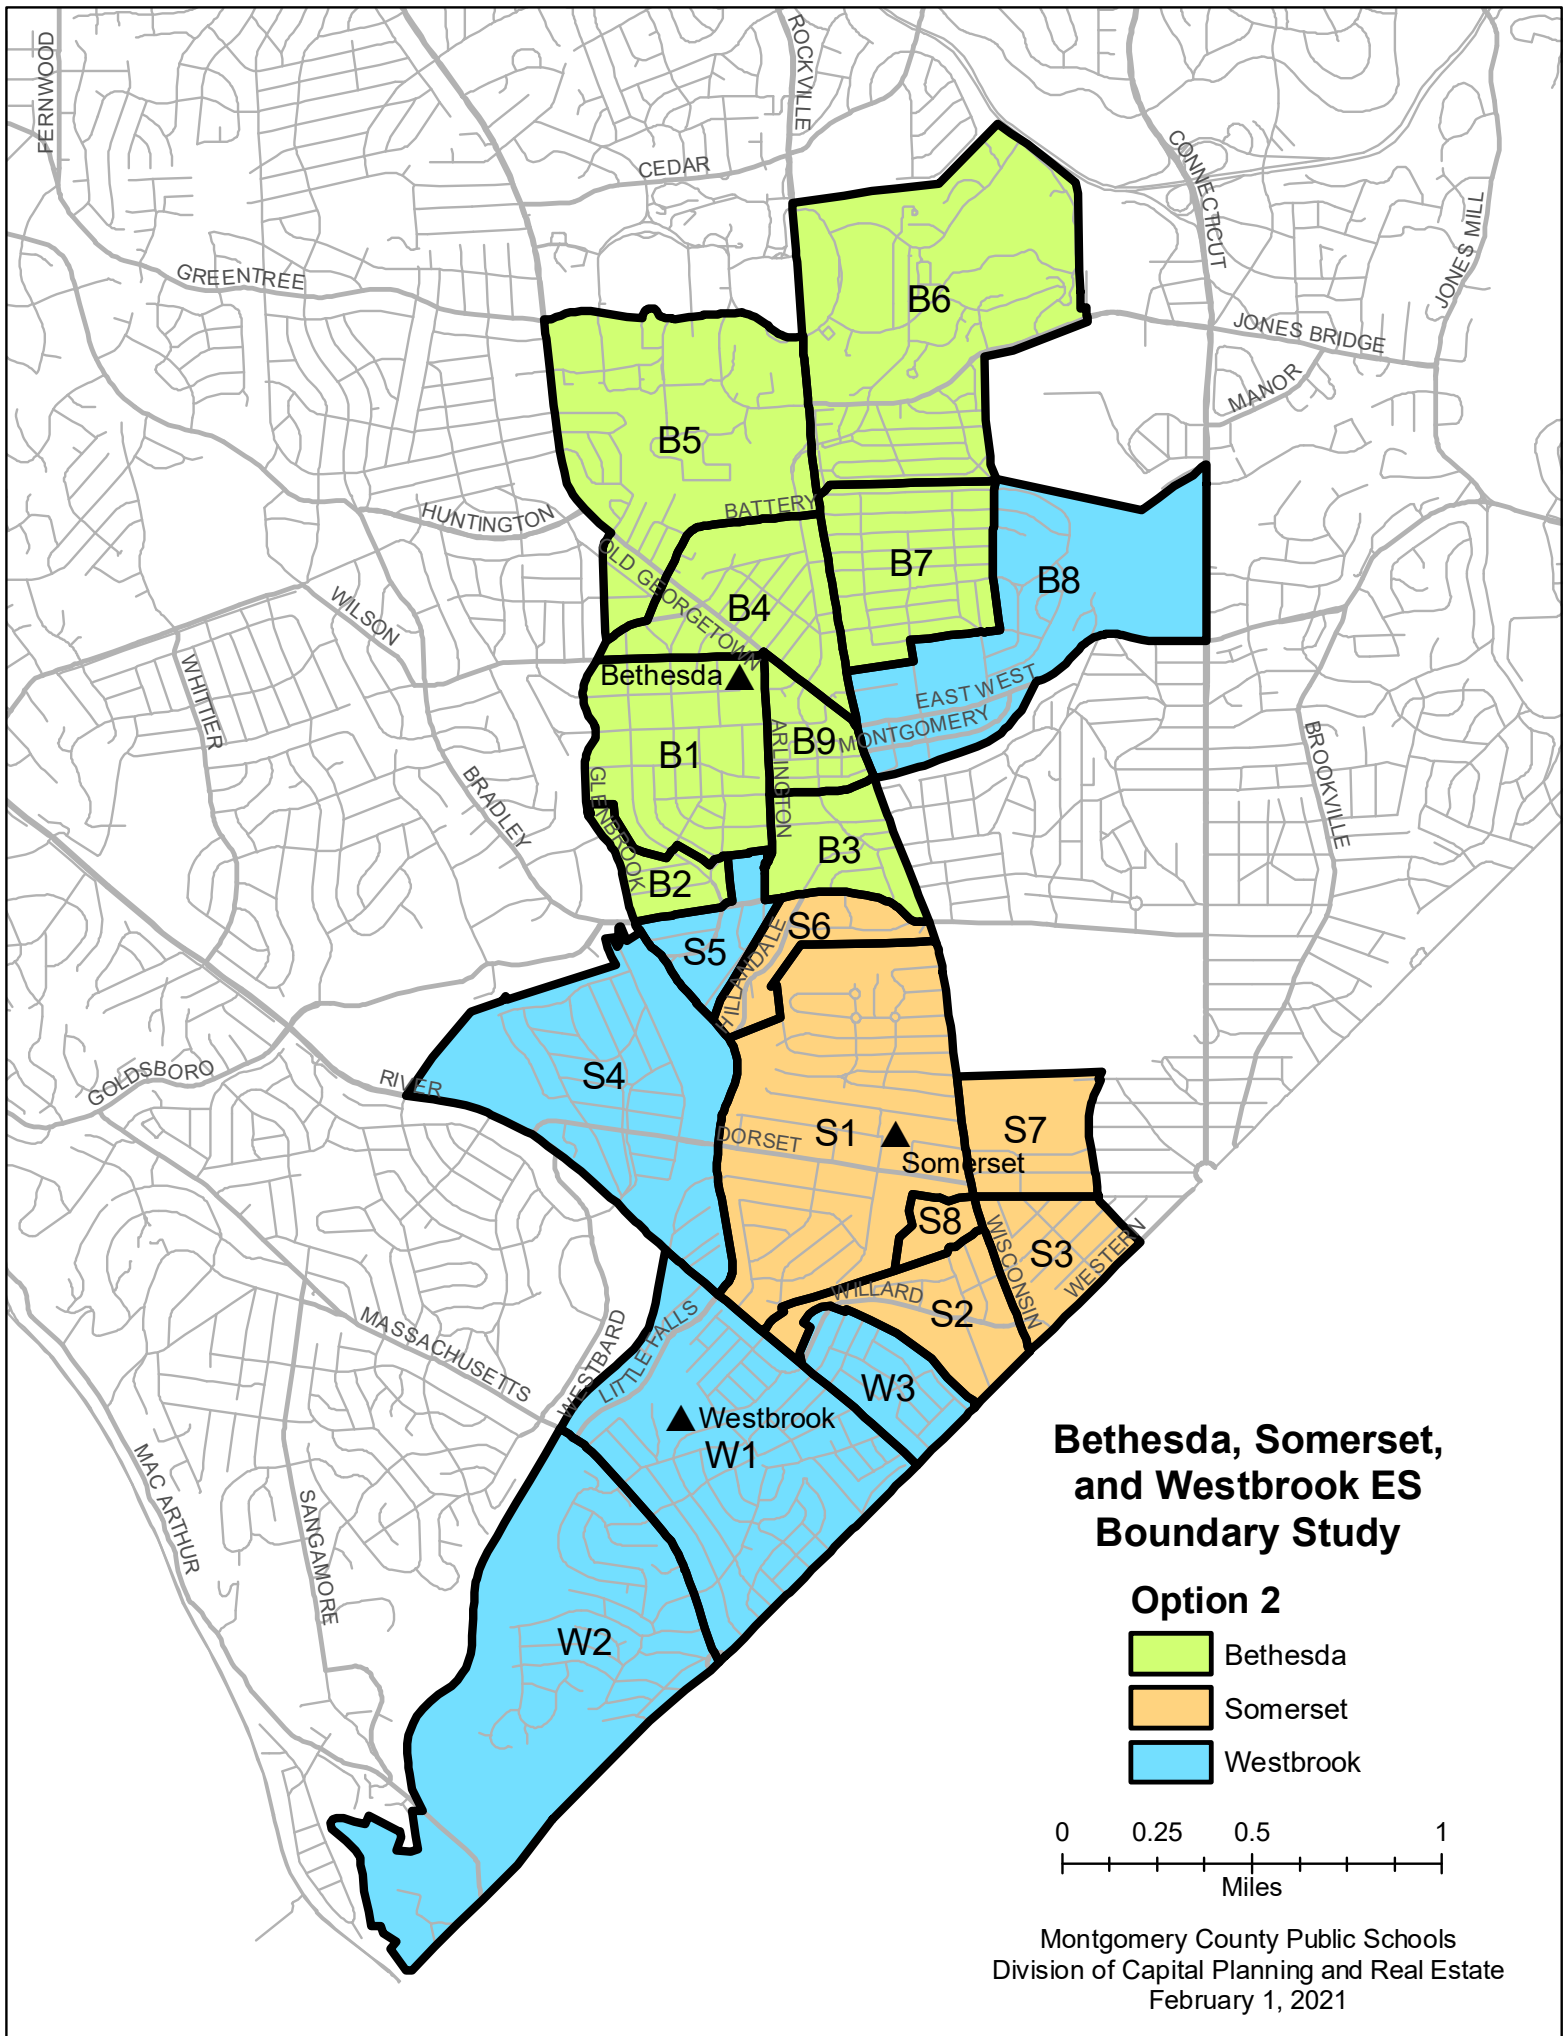 FERNWOOD
ROCKVILLE
CEDAR
CONNECTICUT
JONES MILL
GREENTREE
B6
JONES BRIDGE
MANOR
B5
BATTERY
HUNTINGTON
OLD GEORGETOWN
B7
B8
WILSON
B4
WHITTIER
Bethesda
EAST WEST
MONTGOMERY
ARLINGTON
B9
B1
BROOKVILLE
BRADLEY
GLENBROOK
B3
B2
S6
S5
HILLANDALE
GOLDSBORO
RIVER
S4
DORSET
S1
S7
Somerset
S8
WISCONSIN
S3
WESTERN
WILLARD
S2
MASSACHUSETTS
WESTBARD
LITTLE FALLS
W3
Westbrook
W1
MAC ARTHUR
SANGAMORE
W2
Bethesda, Somerset,
and Westbrook ES
Boundary Study
Option 2
Bethesda
Somerset
Westbrook
0 0.25 0.5 1
Miles
Montgomery County Public Schools
Division of Capital Planning and Real Estate
February 1, 2021